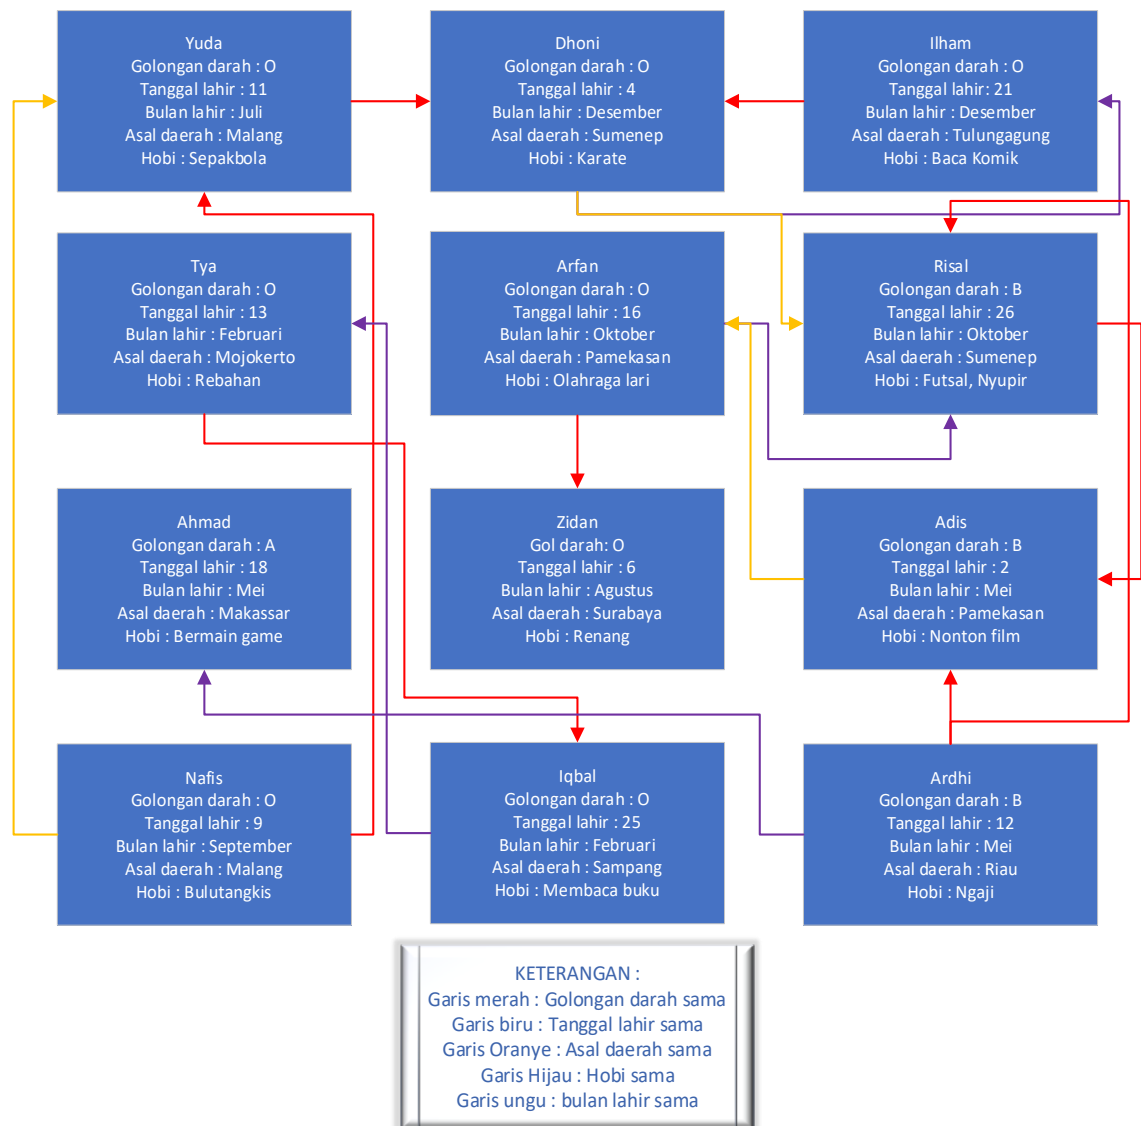 Yuda
Golongan darah : O
Tanggal lahir : 11
Bulan lahir : Juli
Asal daerah : Malang
Hobi : Sepakbola
Dhoni
Golongan darah : O
Tanggal lahir : 4
Bulan lahir : Desember
Asal daerah : Sumenep
Hobi : Karate
Ilham
Golongan darah : O
Tanggal lahir: 21
Bulan lahir : Desember
Asal daerah : Tulungagung
Hobi : Baca Komik
Tya
Golongan darah : O
Tanggal lahir : 13
Bulan lahir : Februari
Asal daerah : Mojokerto
Hobi : Rebahan
Arfan
Golongan darah : O
Tanggal lahir : 16
Bulan lahir : Oktober
Asal daerah : Pamekasan
Hobi : Olahraga lari
Risal
Golongan darah : B
Tanggal lahir : 26
Bulan lahir : Oktober
Asal daerah : Sumenep
Hobi : Futsal, Nyupir
Ahmad
Golongan darah : A
Tanggal lahir : 18
Bulan lahir : Mei
Asal daerah : Makassar
Hobi : Bermain game
Zidan
Gol darah: O
Tanggal lahir : 6
Bulan lahir : Agustus
Asal daerah : Surabaya
Hobi : Renang
Adis
Golongan darah : B
Tanggal lahir : 2
Bulan lahir : Mei
Asal daerah : Pamekasan
Hobi : Nonton film
Nafis
Golongan darah : O
Tanggal lahir : 9
Bulan lahir : September
Asal daerah : Malang
Hobi : Bulutangkis
Iqbal
Golongan darah : O
Tanggal lahir : 25
Bulan lahir : Februari
Asal daerah : Sampang
Hobi : Membaca buku
Ardhi
Golongan darah : B
Tanggal lahir : 12
Bulan lahir : Mei
Asal daerah : Riau
Hobi : Ngaji
KETERANGAN :
Garis merah : Golongan darah sama
Garis biru : Tanggal lahir sama
Garis Oranye : Asal daerah sama
Garis Hijau : Hobi sama
Garis ungu : bulan lahir sama